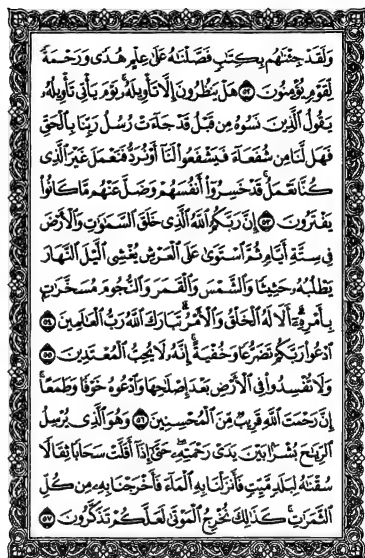 وَلَقَدْ جِئْنَٰهُم بِكِتَٰبٍ فَصَّلْنَٰهُ عَلَىٰ عِلْمٍ هُدًى وَرَحْمَةً
لِّقَوْمٍ يُؤْمِنُونَ ٥٢ هَلْ يَنظُرُونَ إِلَّا تَأْوِيلَهُۥ يَوْمَ يَأْتِى تَأْوِيلُهُۥ
يَقُولُ ٱلَّذِينَ نَسُوهُ مِن قَبْلُ قَدْ جَآءَتْ رُسُلُ رَبِّنَا بِٱلْحَقِّ
فَهَل لَّنَا مِن شُفَعَآءَ فَيَشْفَعُوا۟ لَنَآ أَوْ نُرَدُّ فَنَعْمَلَ غَيْرَ ٱلَّذِى
كُنَّا نَعْمَلُ قَدْ خَسِرُوٓا۟ أَنفُسَهُمْ وَضَلَّ عَنْهُم مَّا كَانُوا۟
يَفْتَرُونَ ٥٣ إِنَّ رَبَّكُمُ ٱللَّهُ ٱلَّذِى خَلَقَ ٱلسَّمَٰوَٰتِ وَٱلْأَرْضَ
فِى سِتَّةِ أَيَّامٍ ثُمَّ ٱسْتَوَىٰ عَلَى ٱلْعَرْشِ يُغْشِى ٱلَّيْلَ ٱلنَّهَارَ
يَطْلُبُهُۥ حَثِيثًا وَٱلشَّمْسَ وَٱلْقَمَرَ وَٱلنُّجُومَ مُسَخَّرَٰتٍۭ
بِأَمْرِهِۦٓ أَلَا لَهُ ٱلْخَلْقُ وَٱلْأَمْرُ تَبَارَكَ ٱللَّهُ رَبُّ ٱلْعَٰلَمِينَ ٥٤
ٱدْعُوا۟ رَبَّكُمْ تَضَرُّعًا وَخُفْيَةً إِنَّهُۥ لَا يُحِبُّ ٱلْمُعْتَدِينَ ٥٥
وَلَا تُفْسِدُوا۟ فِى ٱلْأَرْضِ بَعْدَ إِصْلَٰحِهَا وَٱدْعُوهُ خَوْفًا وَطَمَعًا
إِنَّ رَحْمَتَ ٱللَّهِ قَرِيبٌ مِّنَ ٱلْمُحْسِنِينَ ٥٦ وَهُوَ ٱلَّذِى يُرْسِلُ
ٱلرِّيَٰحَ بُشْرًۢا بَيْنَ يَدَىْ رَحْمَتِهِۦ حَتَّىٰٓ إِذَآ أَقَلَّتْ سَحَابًا ثِقَالًا
سُقْنَٰهُ لِبَلَدٍ مَّيِّتٍ فَأَنزَلْنَا بِهِ ٱلْمَآءَ فَأَخْرَجْنَا بِهِۦ مِن كُلِّ
ٱلثَّمَرَٰتِ كَذَٰلِكَ نُخْرِجُ ٱلْمَوْتَىٰ لَعَلَّكُمْ تَذَكَّرُونَ ٥٧